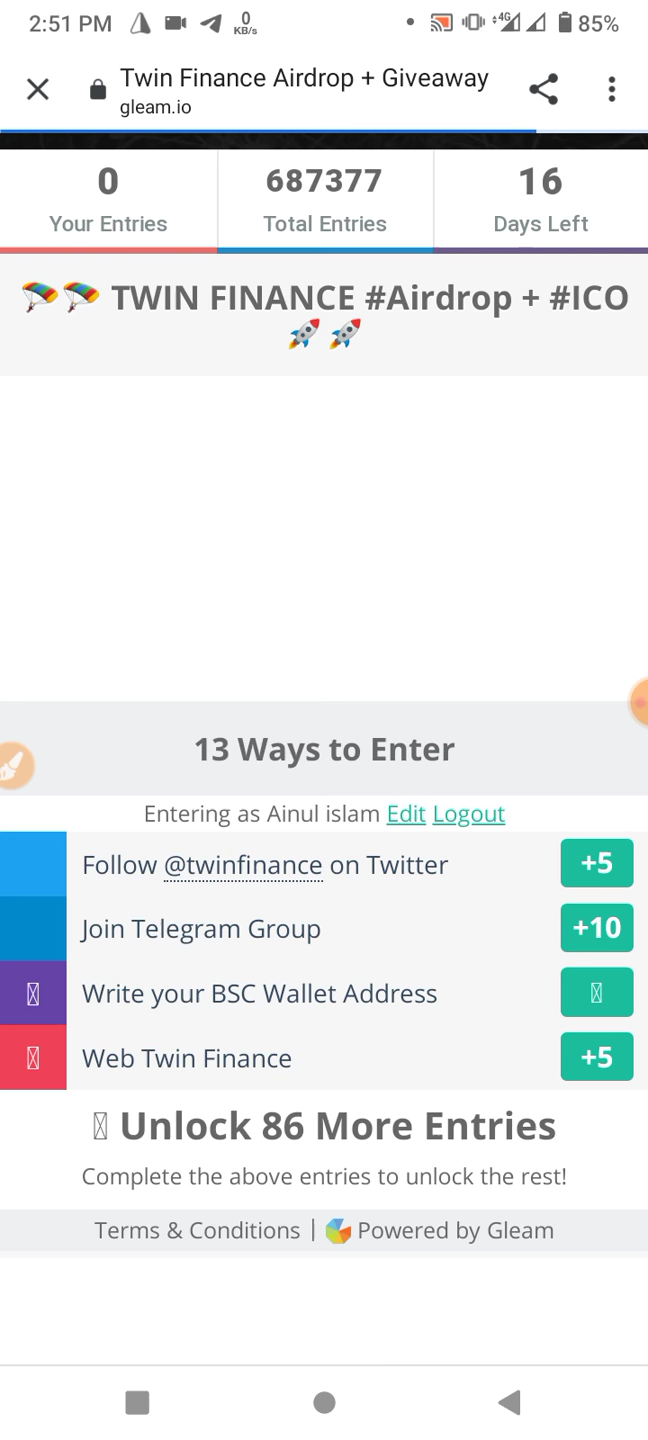 2:51 PM
0
KB/s
4G
85%
Twin Finance Airdrop + Giveaway
gleam.io
0
687377
16
Your Entries
Total Entries
Days Left
🪂🪂 TWIN FINANCE #Airdrop + #ICO
🚀 🚀
13 Ways to Enter
Entering as Ainul islam Edit Logout
Follow @twinfinance on Twitter
+5
Join Telegram Group
+10
Write your BSC Wallet Address
Web Twin Finance
+5
Unlock 86 More Entries
Complete the above entries to unlock the rest!
Terms & Conditions | Powered by Gleam